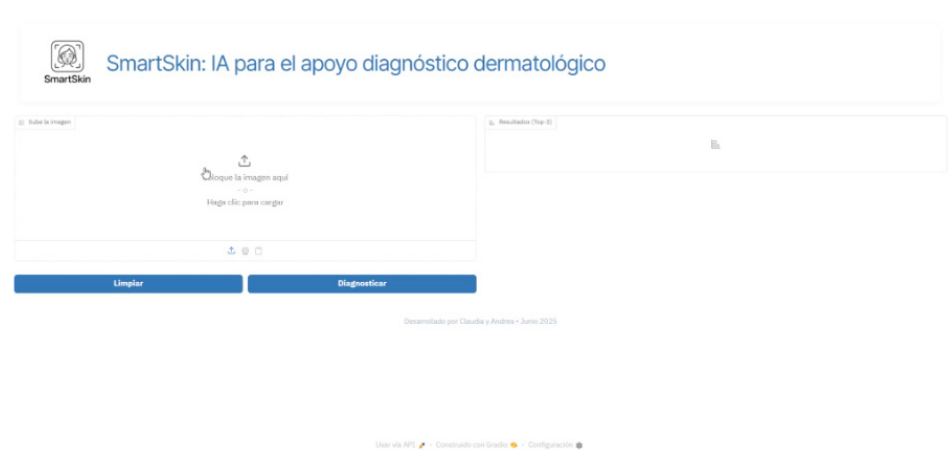 SmartSkin
SmartSkin: IA para el apoyo diagnóstico dermatológico
Suba la imagen
Coloque la imagen aquí
- o -
Haga clic para cargar
Limpiar
Diagnosticar
Resultados (Top 3)
Desarrollado por Claudia y Andrea • Junio 2025
Usar vía API
·
Construido con Gradio
·
Configuración